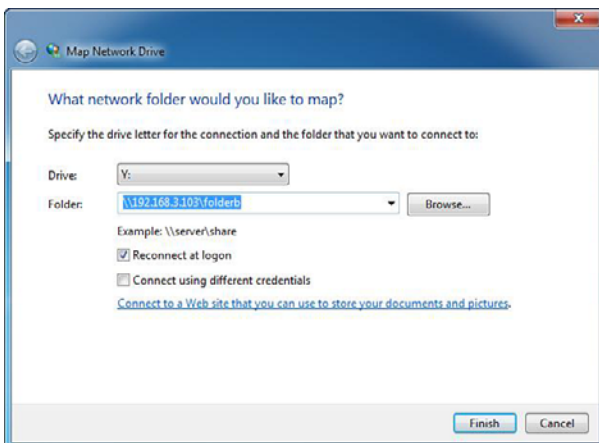 Map Network Drive
What network folder would you like to map?
Specify the drive letter for the connection and the folder that you want to connect to:
Drive: Y:
Folder: \\192.168.3.103\folderb Browse...
Example: \\server\share
Reconnect at logon
Connect using different credentials
Connect to a Web site that you can use to store your documents and pictures.
Finish Cancel